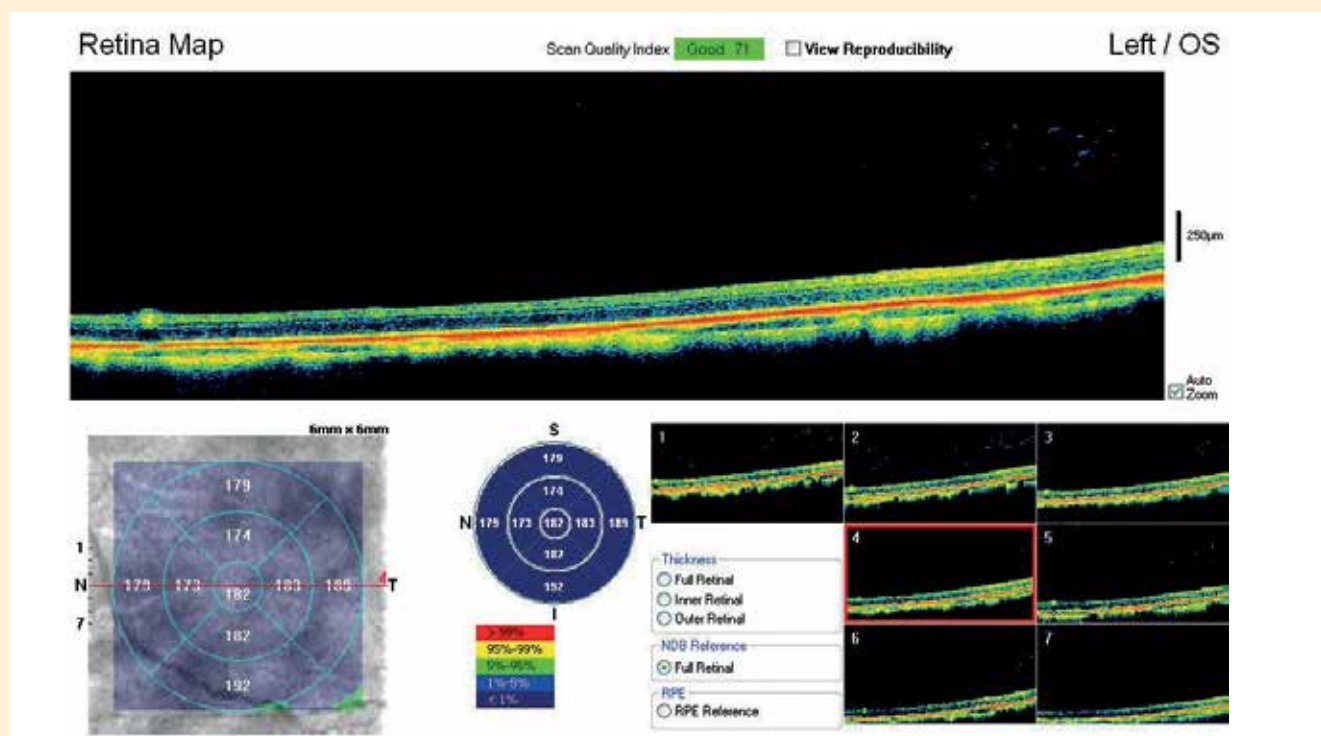 Retina Map
Scan Quality Index Good 71 View Reproducibility
Left / OS
250µm
Auto
Zoom
6mm x 6mm
179
174
1
N 179 173 182 183 189 4 T
7
182
192
S
179
174
N 179 173 182 183 189 T
182
192
I
> 99%
95%-99%
5%-95%
1%-5%
< 1%
1
2
3
4
5
6
7
Thickness
Full Retinal
Inner Retinal
Outer Retinal
NDB Reference
Full Retinal
RPE
RPE Reference